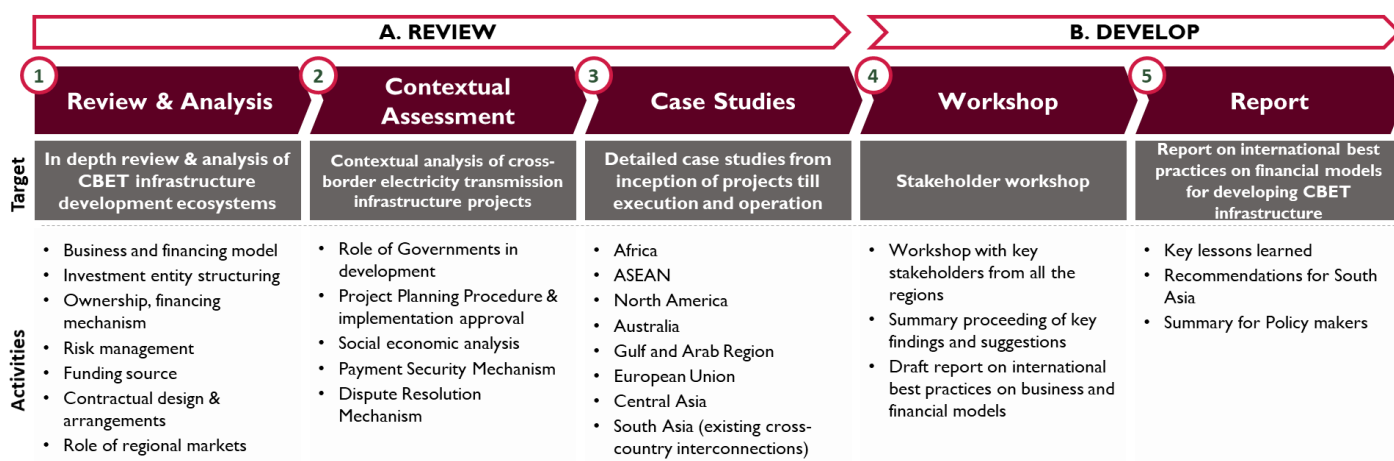 A. REVIEW
B. DEVELOP
1
Review & Analysis
2
Contextual
Assessment
3
Case Studies
4
Workshop
5
Report
Target
In depth review & analysis of
CBET infrastructure
development ecosystems
Contextual analysis of cross-
border electricity transmission
infrastructure projects
Detailed case studies from
inception of projects till
execution and operation
Stakeholder workshop
Report on international best
practices on financial models
for developing CBET
infrastructure
Activities
• Business and financing model
• Investment entity structuring
• Ownership, financing
mechanism
• Risk management
• Funding source
• Contractual design &
arrangements
• Role of regional markets
• Role of Governments in
development
• Project Planning Procedure &
implementation approval
• Social economic analysis
• Payment Security Mechanism
• Dispute Resolution
Mechanism
• Africa
• ASEAN
• North America
• Australia
• Gulf and Arab Region
• European Union
• Central Asia
• South Asia (existing cross-
country interconnections)
• Workshop with key
stakeholders from all the
regions
• Summary proceeding of key
findings and suggestions
• Draft report on international
best practices on business and
financial models
• Key lessons learned
• Recommendations for South
Asia
• Summary for Policy makers